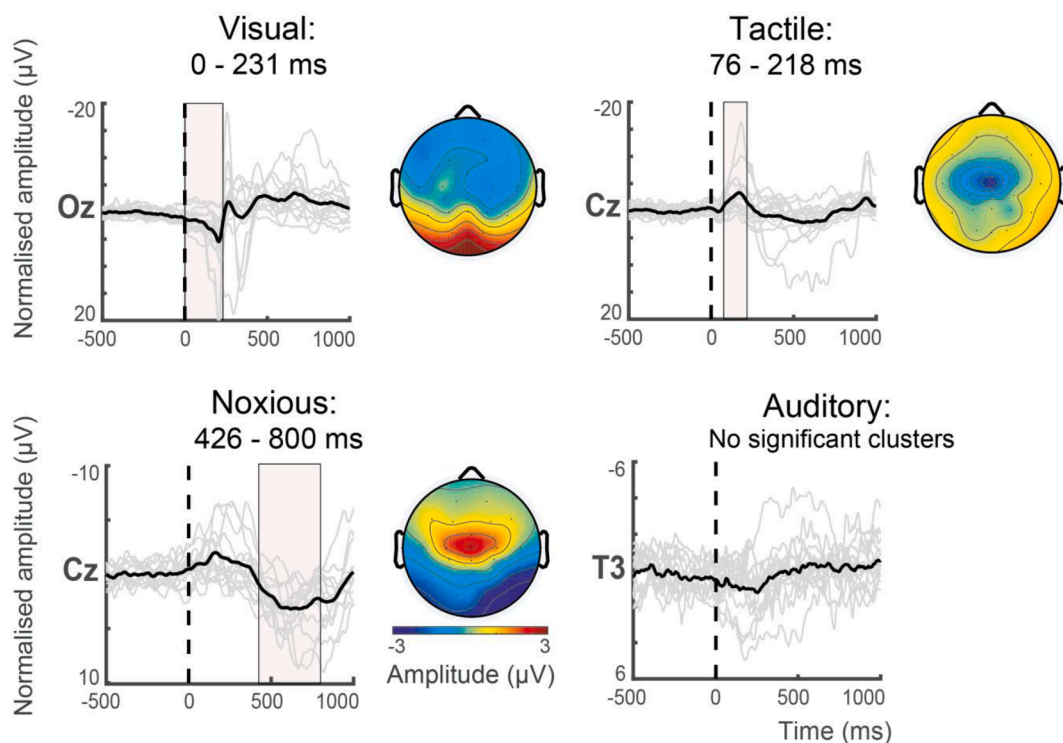 Visual:
0 - 231 ms
Normalised amplitude (µV)
-20
Oz
20
-500
0
500
1000
Tactile:
76 - 218 ms
-20
Cz
20
-500
0
500
1000
Noxious:
426 - 800 ms
Normalised amplitude (µV)
-10
Cz
10
-500
0
500
1000
-3
3
Amplitude (µV)
Auditory:
No significant clusters
-6
T3
6
-500
0
500
1000
Time (ms)